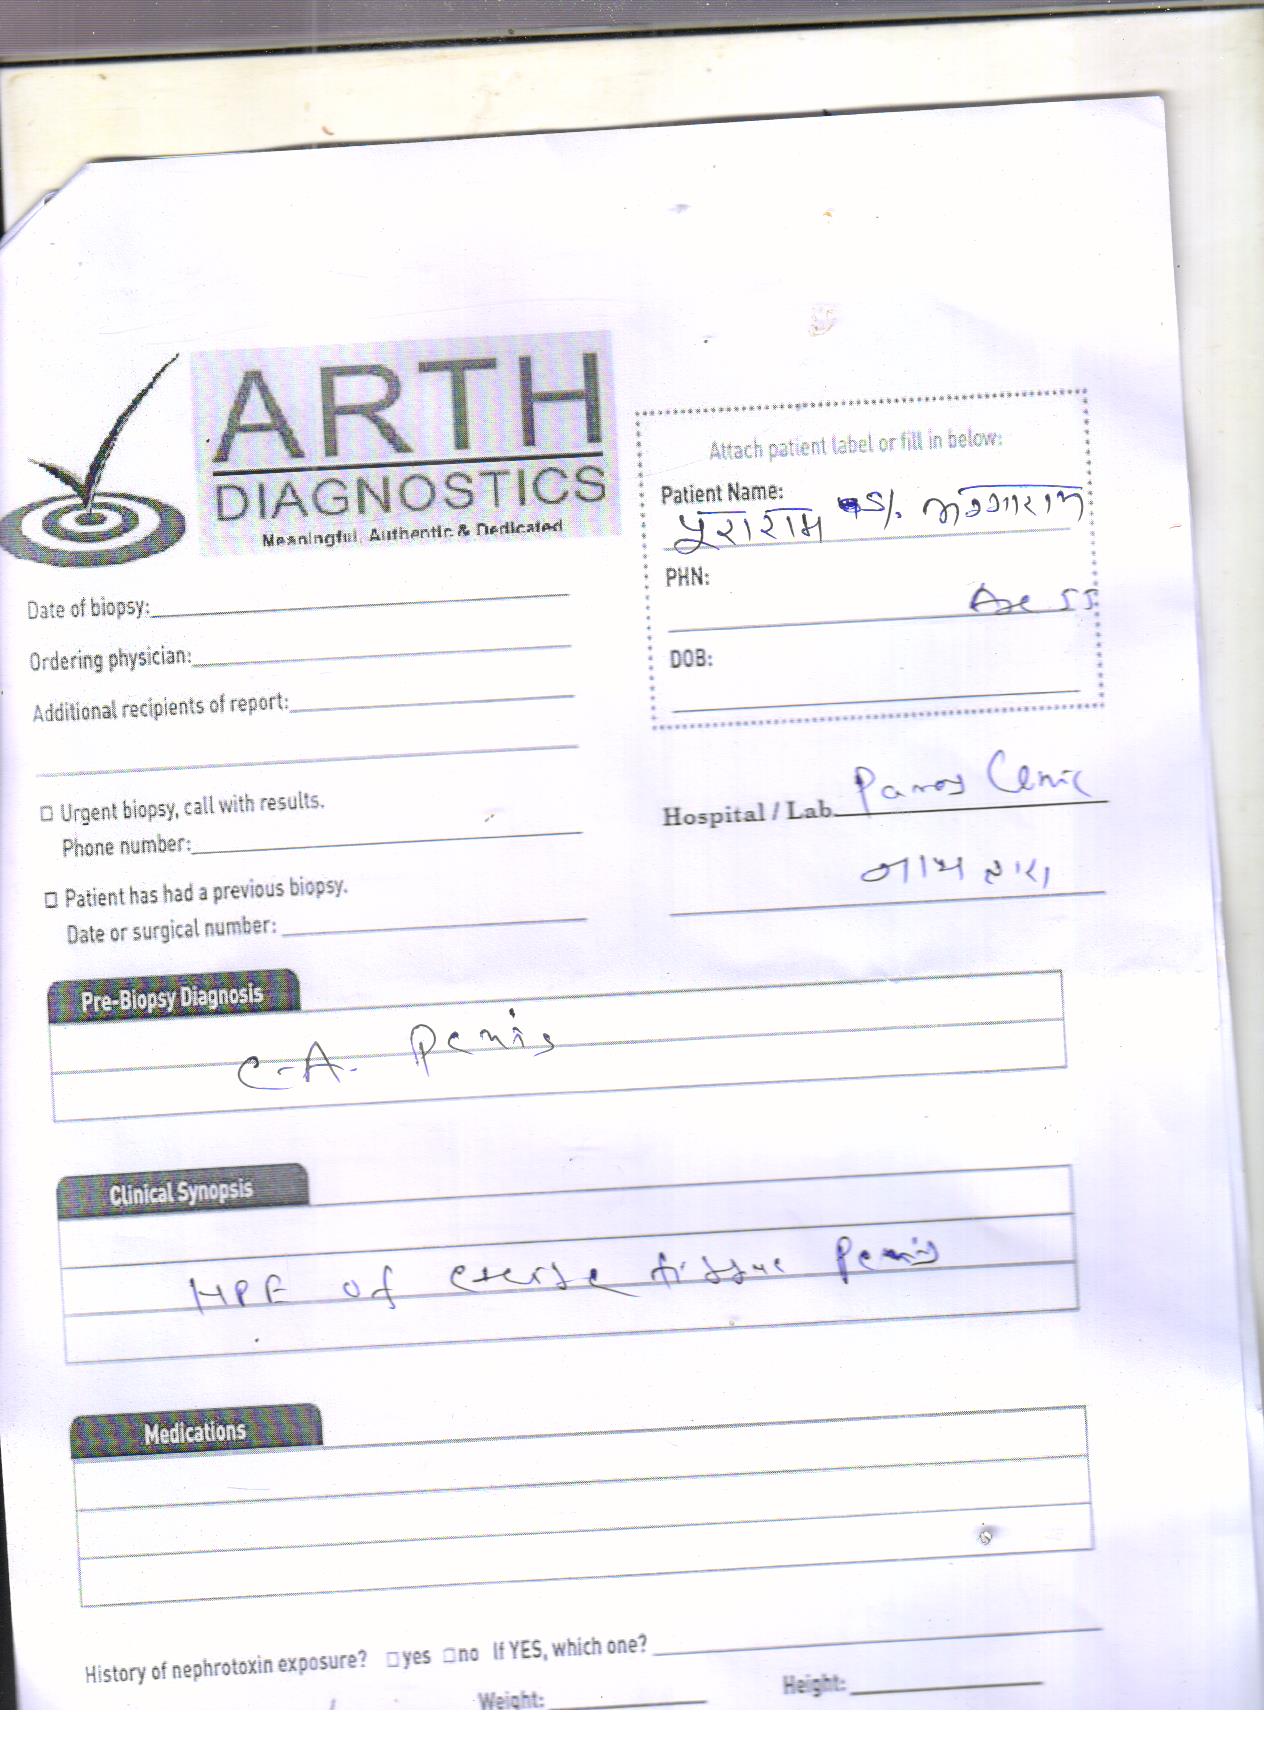 ARTH
DIAGNOSTICS
Meaningful, Authentic & Dedicated
Attach patient label or fill in below:
Patient Name:
पुराराम S/.
PHN:
Age 55
DOB:
Date of biopsy:
Ordering physician:
Additional recipients of report:
Urgent biopsy, call with results.
Phone number:
Patient has had a previous biopsy.
Date or surgical number:
Hospital / Lab. Clinic
Pre-Biopsy Diagnosis
C.A. Penis
Clinical Synopsis
HPE of tissue Penis
Medications
History of nephrotoxin exposure? yes no If YES, which one?
Weight: Height: